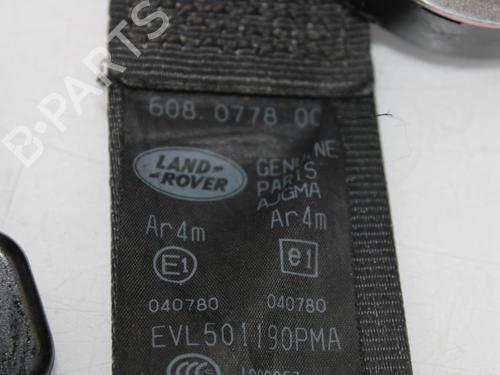 B-PARTS
608 0778 0C
LAND-
-ROVER
GENUINE
PARTS
AJGMA
Ar4m
Ar4m
E1
e1
040780
040780
EVL501190PMA